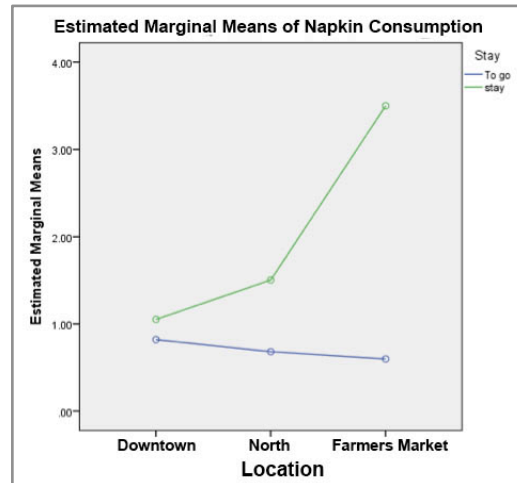 Estimated Marginal Means of Napkin Consumption
Stay
To go
stay
4.00
3.00
2.00
1.00
.00
Estimated Marginal Means
Downtown North Farmers Market
Location